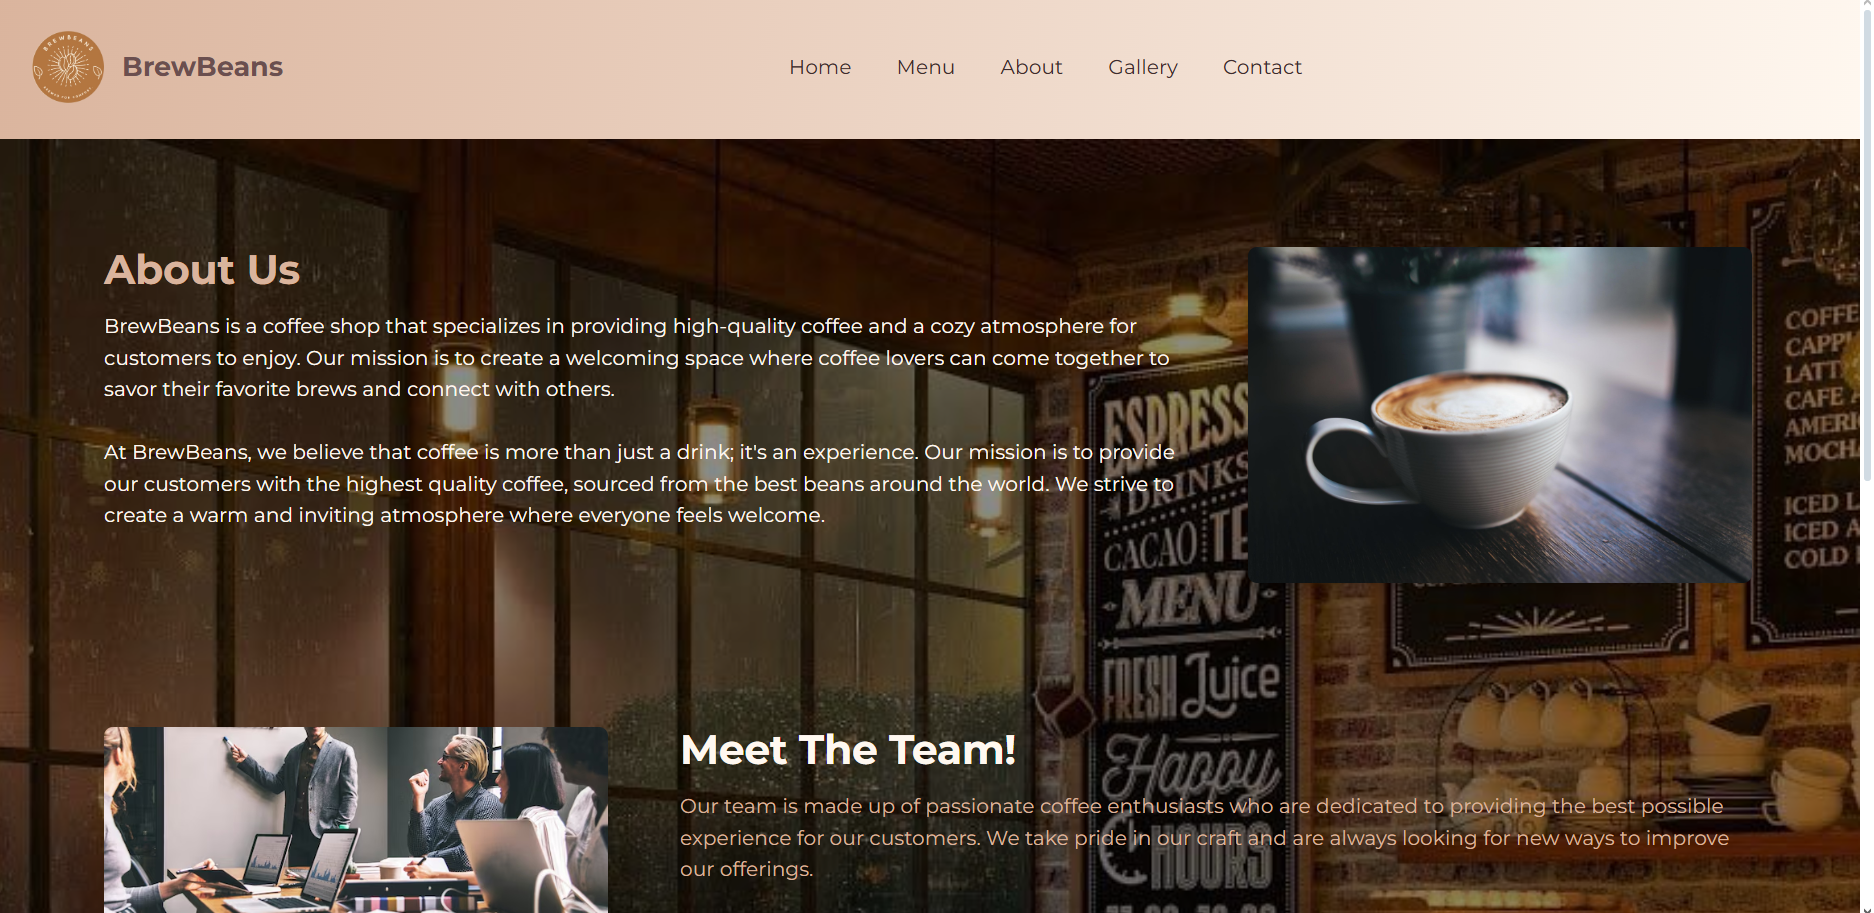 BREWBEANS
BrewBeans
Home
Menu
About
Gallery
Contact
About Us
BrewBeans is a coffee shop that specializes in providing high-quality coffee and a cozy atmosphere for
customers to enjoy. Our mission is to create a welcoming space where coffee lovers can come together to
savor their favorite brews and connect with others.
At BrewBeans, we believe that coffee is more than just a drink; it's an experience. Our mission is to provide
our customers with the highest quality coffee, sourced from the best beans around the world. We strive to
create a warm and inviting atmosphere where everyone feels welcome.
ESPRESS
DRINKS
CACAO TE
MENU
FRESH Juice
Happy
HOURS
COFFE
CAPP
LATT
CAFE A
AMERI
MOCH
ICED L
ICED A
COLD
Meet The Team!
Our team is made up of passionate coffee enthusiasts who are dedicated to providing the best possible
experience for our customers. We take pride in our craft and are always looking for new ways to improve
our offerings.